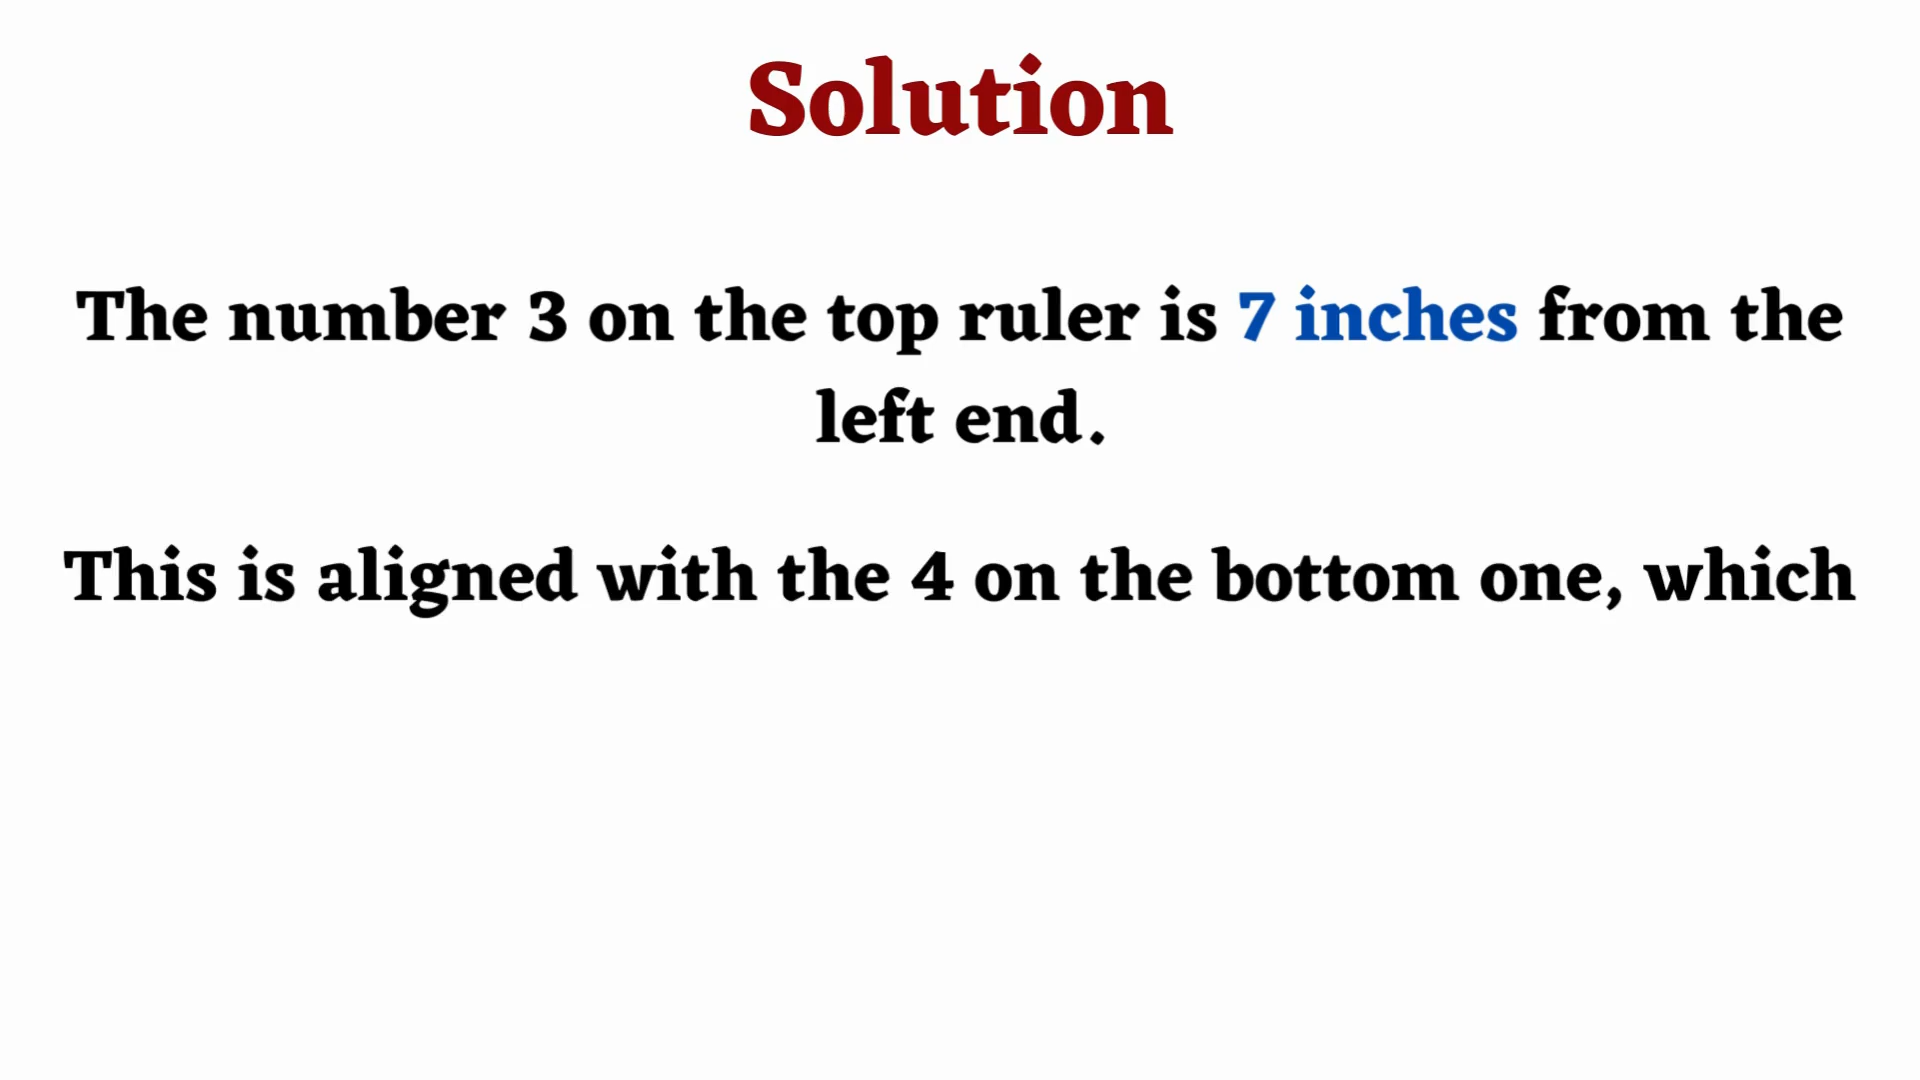 Solution
The number 3 on the top ruler is 7 inches from the
left end.
This is aligned with the 4 on the bottom one, which